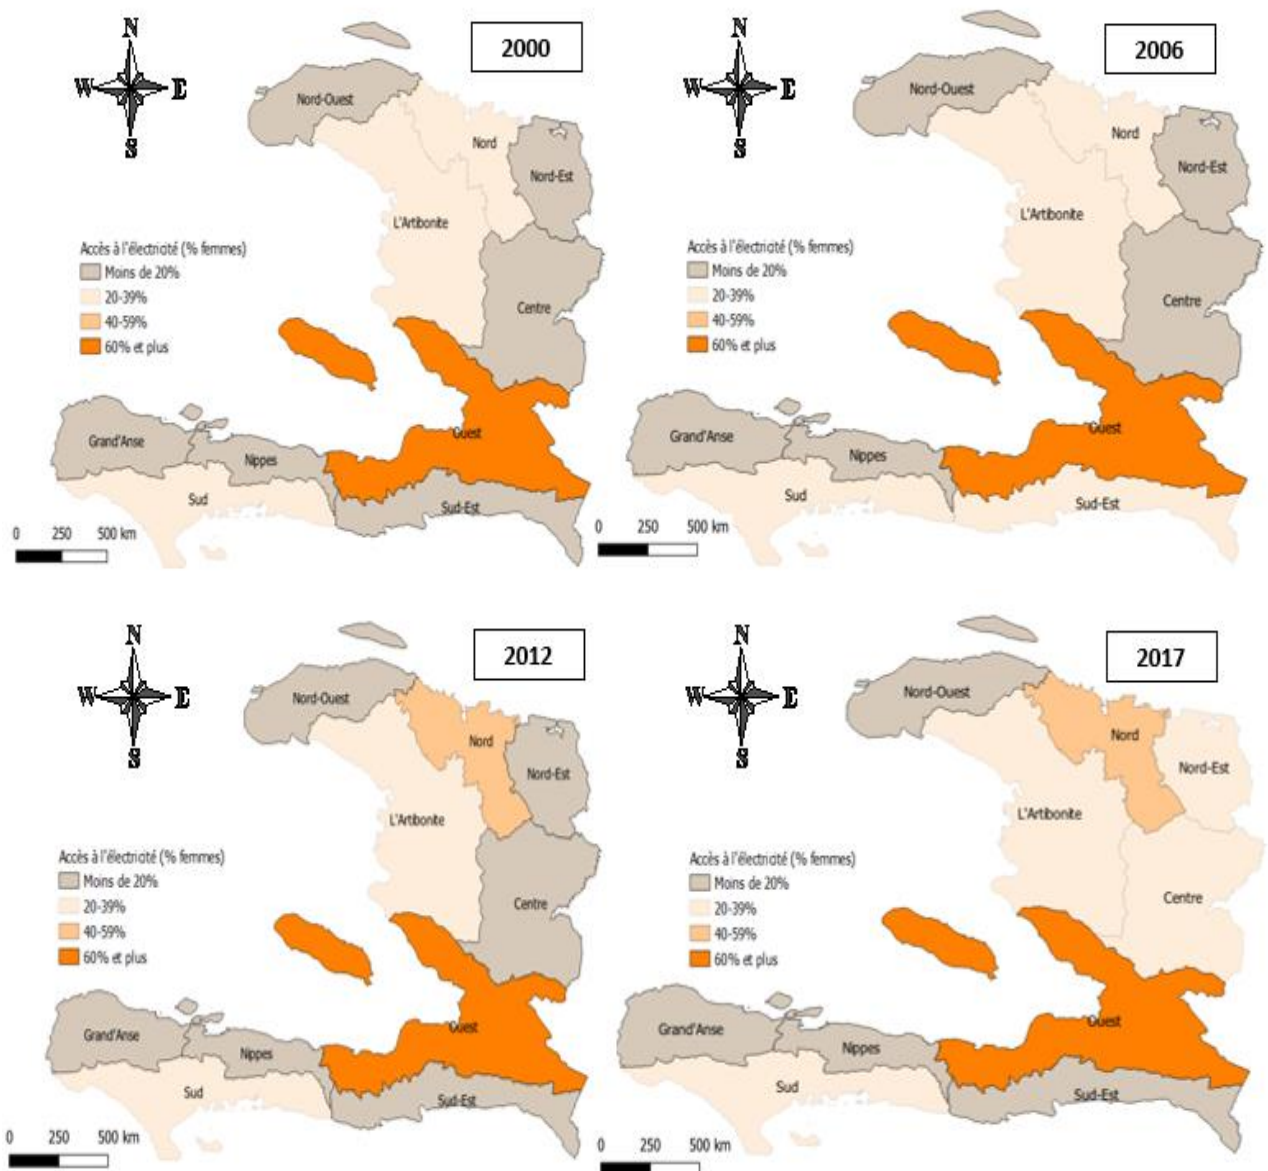 N
W E
S
2000
Nord-Ouest
Nord
Nord-Est
L'Artibonite
Accès à l'électricité (% femmes)
Moins de 20%
20-39%
40-59%
60% et plus
Centre
Grand'Anse
Nippes
Ouest
Sud
Sud-Est
0 250 500 km
N
W E
S
2006
Nord-Ouest
Nord
Nord-Est
L'Artibonite
Accès à l'électricité (% femmes)
Moins de 20%
20-39%
40-59%
60% et plus
Centre
Grand'Anse
Nippes
Ouest
Sud
Sud-Est
0 250 500 km
N
W E
S
2012
Nord-Ouest
Nord
Nord-Est
L'Artibonite
Accès à l'électricité (% femmes)
Moins de 20%
20-39%
40-59%
60% et plus
Centre
Grand'Anse
Nippes
Ouest
Sud
Sud-Est
0 250 500 km
N
W E
S
2017
Nord-Ouest
Nord
Nord-Est
L'Artibonite
Accès à l'électricité (% femmes)
Moins de 20%
20-39%
40-59%
60% et plus
Centre
Grand'Anse
Nippes
Ouest
Sud
Sud-Est
0 250 500 km